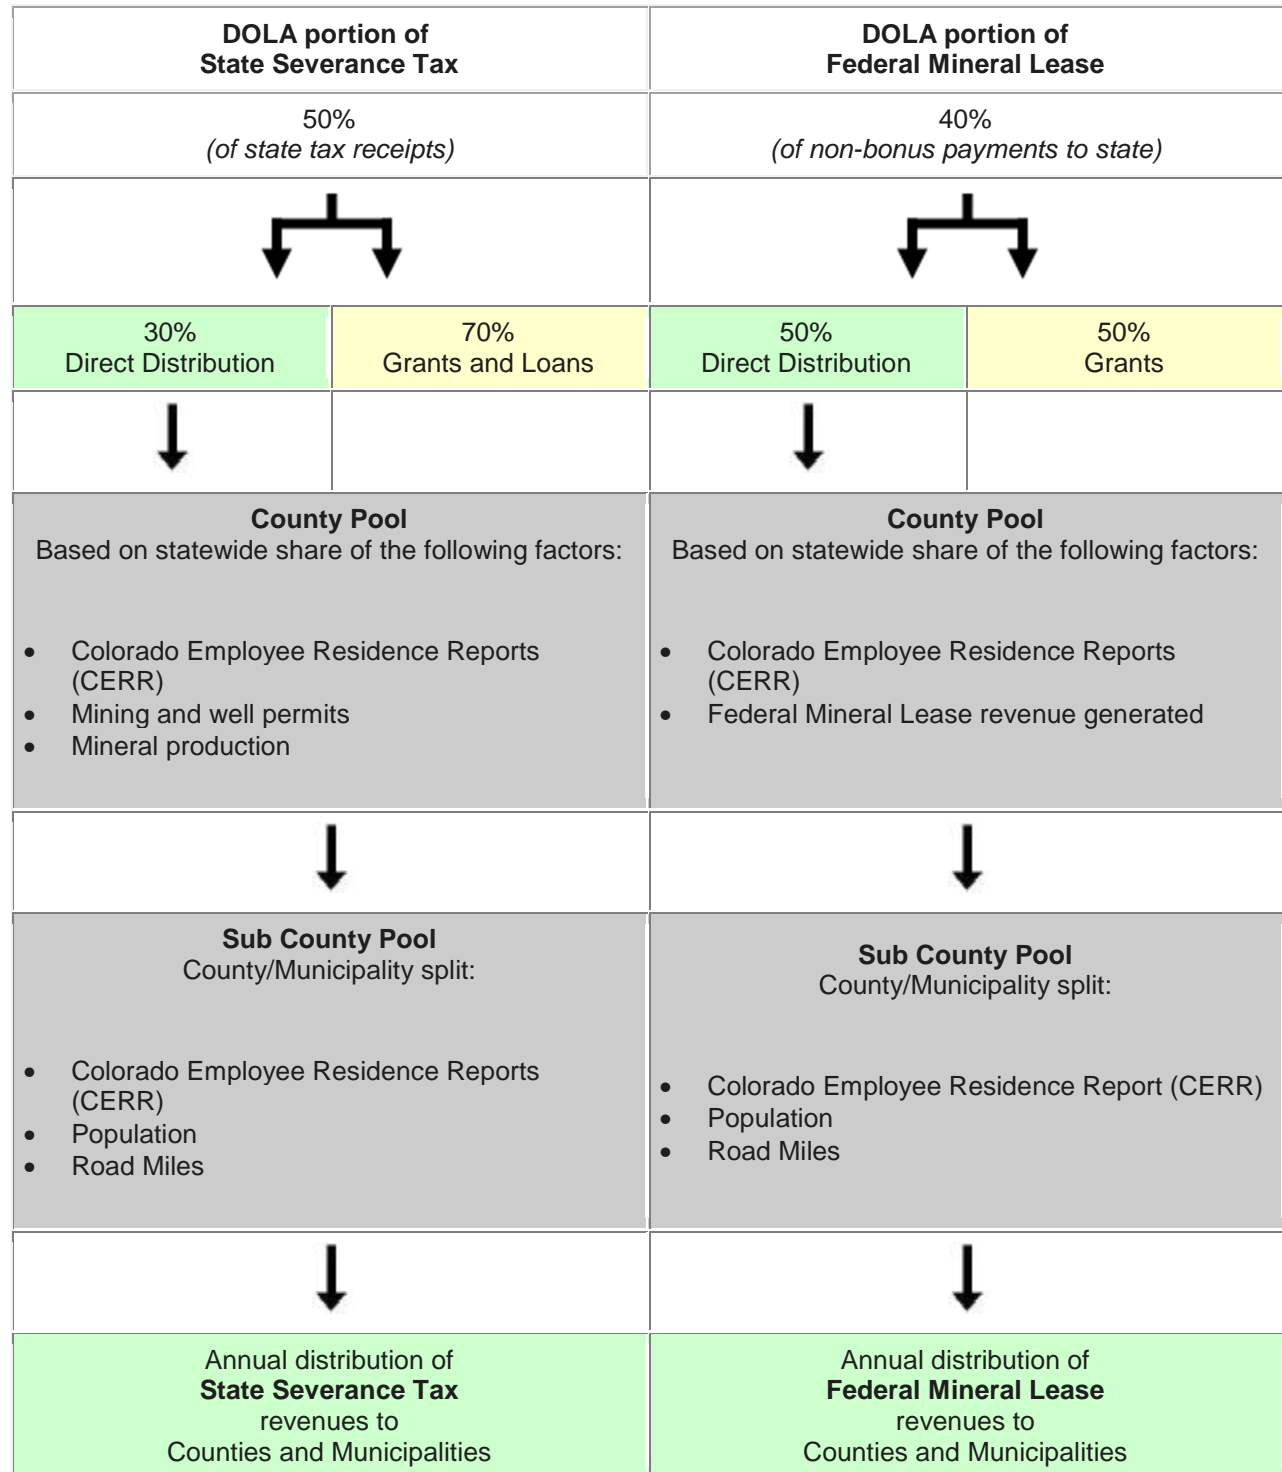 DOLA portion of
State Severance Tax
DOLA portion of
Federal Mineral Lease
50%
(of state tax receipts)
40%
(of non-bonus payments to state)
30%
Direct Distribution
70%
Grants and Loans
50%
Direct Distribution
50%
Grants
County Pool
Based on statewide share of the following factors:
• Colorado Employee Residence Reports
(CERR)
• Mining and well permits
• Mineral production
County Pool
Based on statewide share of the following factors:
• Colorado Employee Residence Reports
(CERR)
• Federal Mineral Lease revenue generated
Sub County Pool
County/Municipality split:
• Colorado Employee Residence Reports
(CERR)
• Population
• Road Miles
Sub County Pool
County/Municipality split:
• Colorado Employee Residence Report (CERR)
• Population
• Road Miles
Annual distribution of
State Severance Tax
revenues to
Counties and Municipalities
Annual distribution of
Federal Mineral Lease
revenues to
Counties and Municipalities